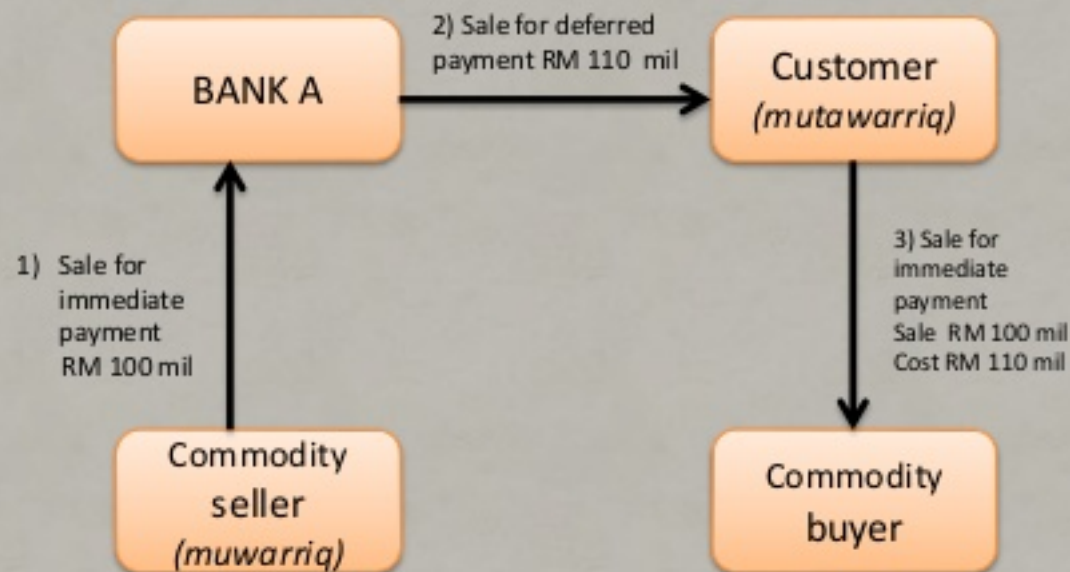 BANK A
2) Sale for deferred
payment RM 110 mil
Customer
(mutawarriq)
1) Sale for
immediate
payment
RM 100 mil
3) Sale for
immediate
payment
Sale RM 100 mil
Cost RM 110 mil
Commodity
seller
(muwarriq)
Commodity
buyer